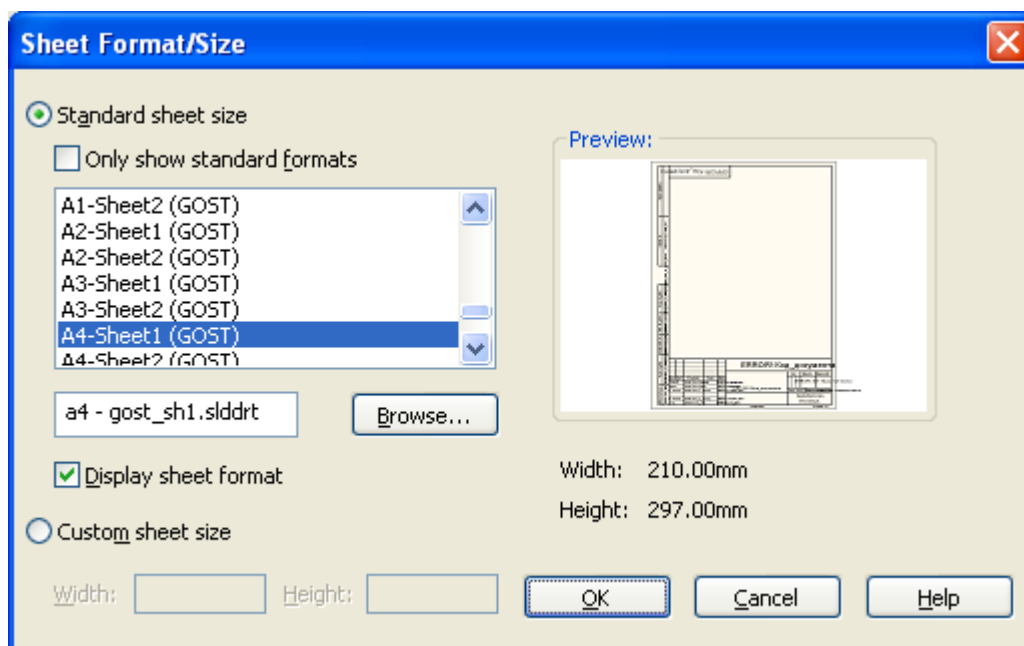 Sheet Format/Size
Standard sheet size
Only show standard formats
A1-Sheet2 (GOST)
A2-Sheet1 (GOST)
A2-Sheet2 (GOST)
A3-Sheet1 (GOST)
A3-Sheet2 (GOST)
A4-Sheet1 (GOST)
A4-Sheet2 (GOST)
a4 - gost_sh1.slddrt
Browse...
Display sheet format
Custom sheet size
Width:
Height:
Preview:
Width: 210.00mm
Height: 297.00mm
OK
Cancel
Help